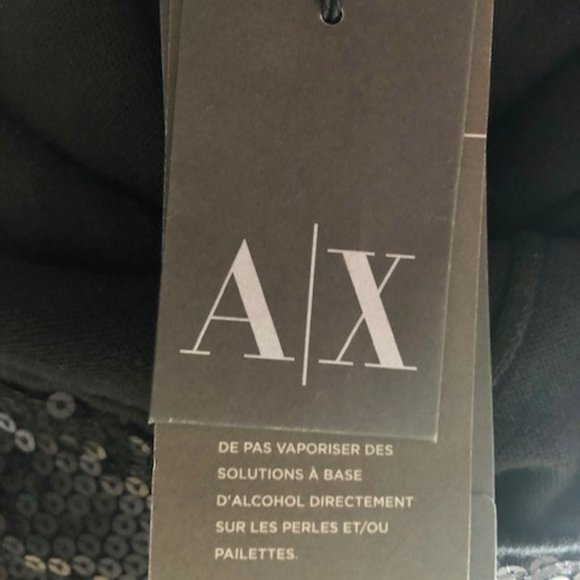 A|X
DE PAS VAPORISER DES
SOLUTIONS À BASE
D'ALCOHOL DIRECTEMENT
SUR LES PERLES ET/OU
PAILETTES.